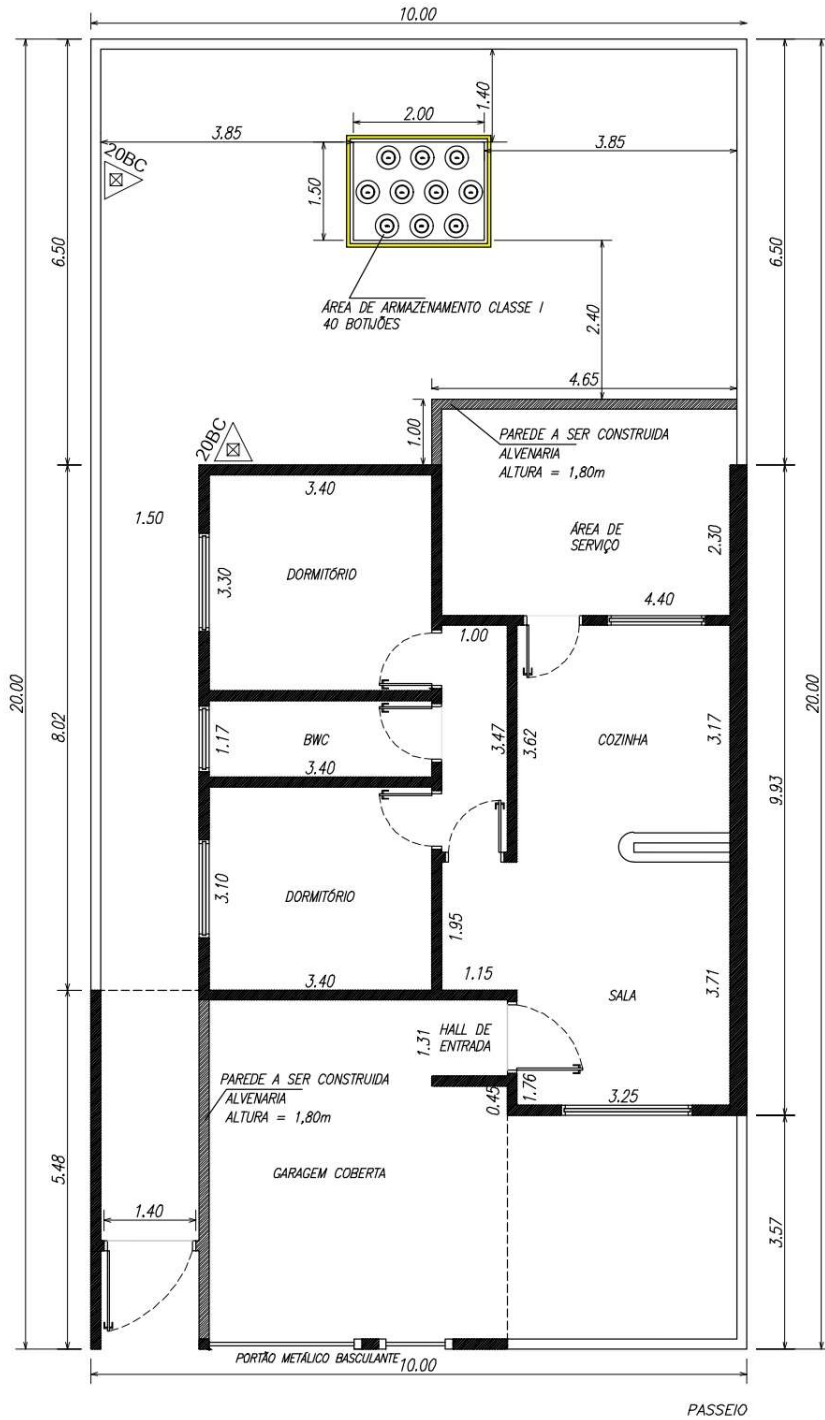 10.00
1.40
2.00
3.85
3.85
20BC
1.50
6.50
6.50
ÁREA DE ARMAZENAMENTO CLASSE I
40 BOTIJÕES
2.40
4.65
1.00
20BC
PAREDE A SER CONSTRUIDA
ALVENARIA
ALTURA = 1,80m
3.40
1.50
ÁREA DE
SERVIÇO
2.30
DORMITÓRIO
3.30
4.40
1.00
20.00
20.00
8.02
1.17
BWC
3.40
3.47
3.62
COZINHA
3.17
9.93
3.10
DORMITÓRIO
1.95
3.40
1.15
SALA
3.71
1.31
HALL DE
ENTRADA
PAREDE A SER CONSTRUIDA
ALVENARIA
ALTURA = 1,80m
0.45
1.76
3.25
5.48
GARAGEM COBERTA
1.40
3.57
PORTÃO METÁLICO BASCULANTE
10.00
PASSEIO